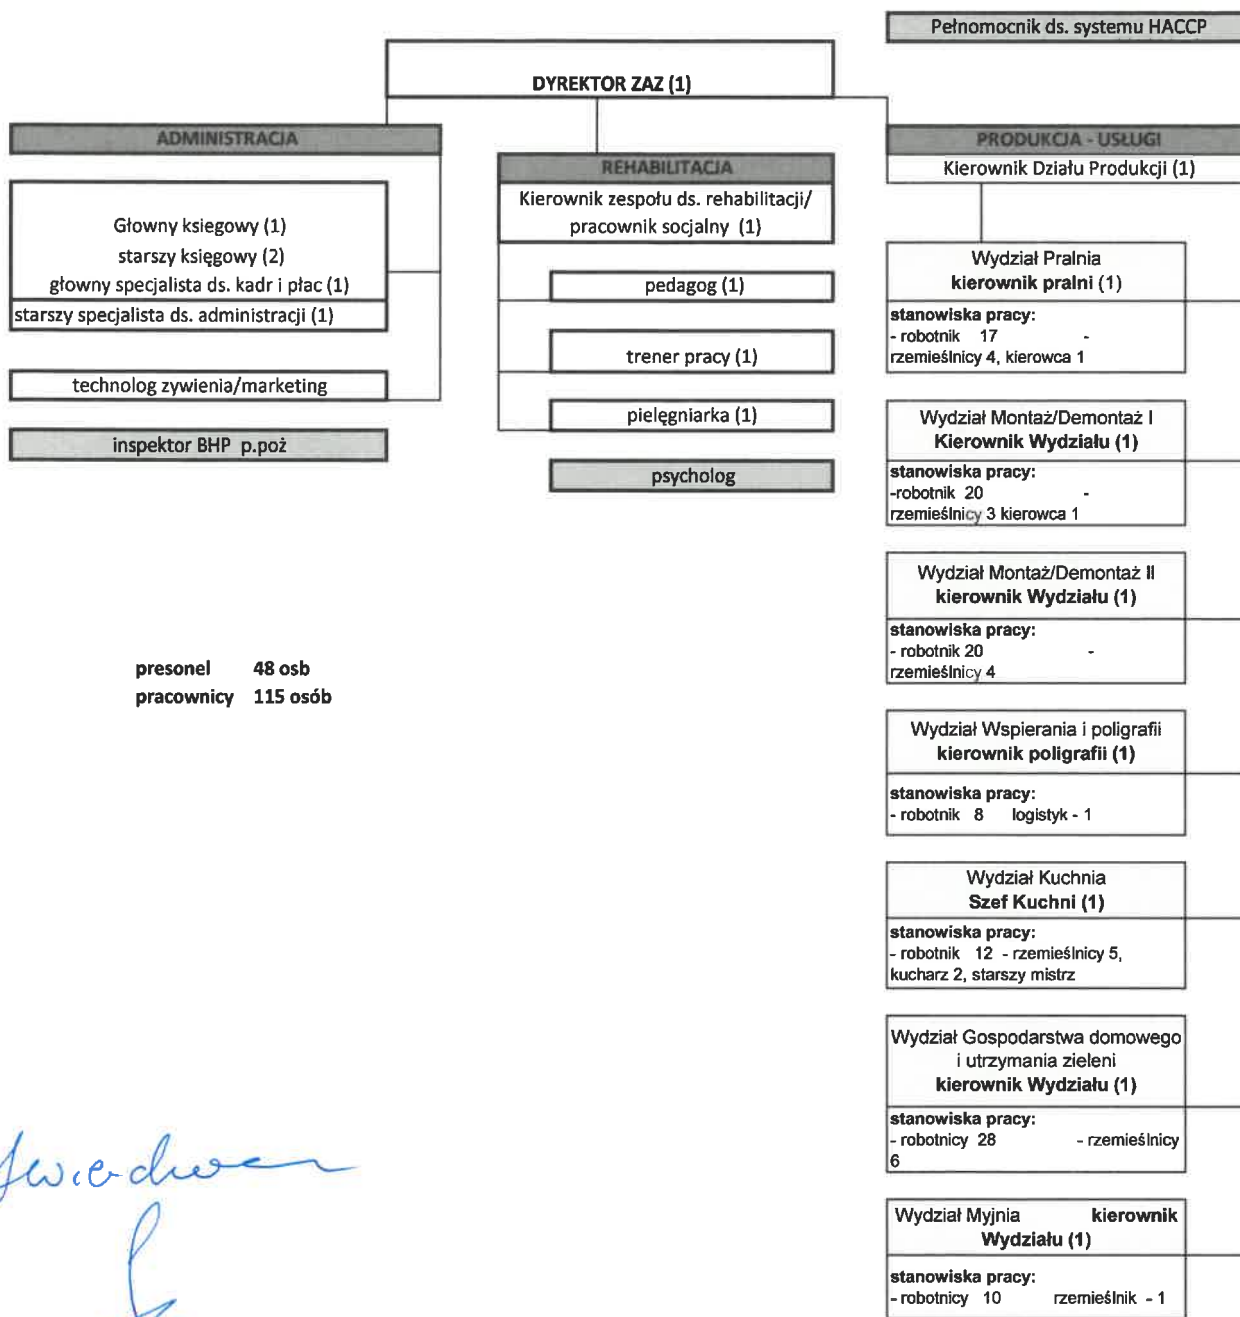 Pełnomocnik ds. systemu HACCP
DYREKTOR ZAZ (1)
ADMINISTRACJA
Głowny ksiegowy (1)
starszy księgowy (2)
głowny specjalista ds. kadr i płac (1)
starszy specjalista ds. administracji (1)
technolog zywienia/marketing
inspektor BHP p.poż
REHABILITACJA
Kierownik zespołu ds. rehabilitacji/
pracownik socjalny (1)
pedagog (1)
trener pracy (1)
pielęgniarka (1)
psycholog
PRODUKCJA - USŁUGI
Kierownik Działu Produkcji (1)
Wydział Pralnia
kierownik pralni (1)
stanowiska pracy:
- robotnik 17 -
rzemieślnicy 4, kierowca 1
Wydział Montaż/Demontaż I
Kierownik Wydziału (1)
stanowiska pracy:
-robotnik 20 -
rzemieślnicy 3 kierowca 1
Wydział Montaż/Demontaż II
kierownik Wydziału (1)
stanowiska pracy:
- robotnik 20 -
rzemieślnicy 4
Wydział Wspierania i poligrafii
kierownik poligrafii (1)
stanowiska pracy:
- robotnik 8 logistyk - 1
Wydział Kuchnia
Szef Kuchni (1)
stanowiska pracy:
- robotnik 12 - rzemieślnicy 5,
kucharz 2, starszy mistrz
Wydział Gospodarstwa domowego
i utrzymania zieleni
kierownik Wydziału (1)
stanowiska pracy:
- robotnicy 28 - rzemieślnicy
6
Wydział Myjnia kierownik
Wydziału (1)
stanowiska pracy:
- robotnicy 10 rzemieślnik - 1
presonel 48 osb
pracownicy 115 osób